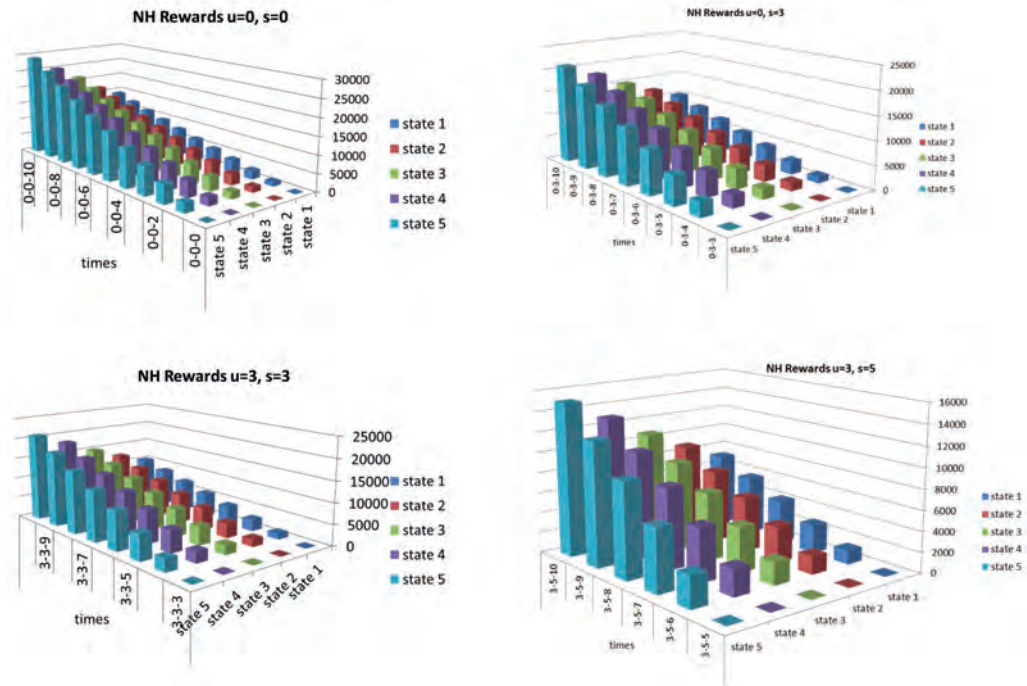 NH Rewards u=0, s=0
30000
25000
20000
15000
10000
5000
0
state 1
state 2
state 3
state 4
state 5
0-0-10
0-0-8
0-0-6
0-0-4
0-0-2
0-0-0
state 5
state 4
state 3
state 2
state 1
times
NH Rewards u=0, s=3
25000
20000
15000
10000
5000
0
state 1
state 2
state 3
state 4
state 5
0-3-10
0-3-9
0-3-8
0-3-7
0-3-6
0-3-5
0-3-4
0-3-3
state 5
state 4
state 3
state 2
state 1
times
NH Rewards u=3, s=3
25000
20000
15000
10000
5000
0
state 1
state 2
state 3
state 4
state 5
3-3-9
3-3-7
3-3-5
3-3-3
state 5
state 4
state 3
state 2
state 1
times
NH Rewards u=3, s=5
16000
14000
12000
10000
8000
6000
4000
2000
0
state 1
state 2
state 3
state 4
state 5
3-5-10
3-5-9
3-5-8
3-5-7
3-5-6
3-5-5
state 5
state 4
state 3
state 2
state 1
times